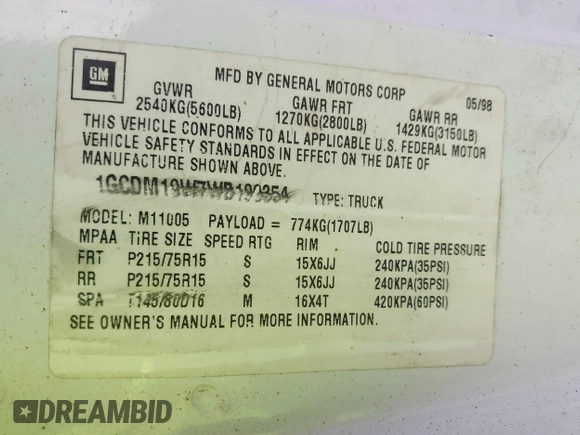 GM
MFD BY GENERAL MOTORS CORP 05/98
GVWR GAWR FRT GAWR RR
2540KG(5600LB) 1270KG(2800LB) 1429KG(3150LB)
THIS VEHICLE CONFORMS TO ALL APPLICABLE U.S. FEDERAL MOTOR
VEHICLE SAFETY STANDARDS IN EFFECT ON THE DATE OF
MANUFACTURE SHOWN ABOVE.
TYPE: TRUCK
MODEL: M11005 PAYLOAD = 774KG(1707LB)
MPAA TIRE SIZE SPEED RTG RIM COLD TIRE PRESSURE
FRT P215/75R15 S 15X6JJ 240KPA(35PSI)
RR P215/75R15 S 15X6JJ 240KPA(35PSI)
SPA T145/80D16 M 16X4T 420KPA(60PSI)
SEE OWNER'S MANUAL FOR MORE INFORMATION.
DREAMBID